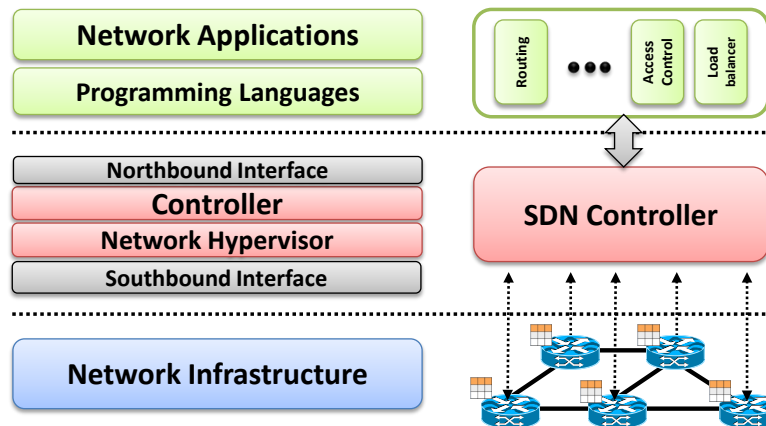 Network Applications
Programming Languages
Routing
Access
Control
Load
balancer
Northbound Interface
Controller
Network Hypervisor
Southbound Interface
SDN Controller
Network Infrastructure